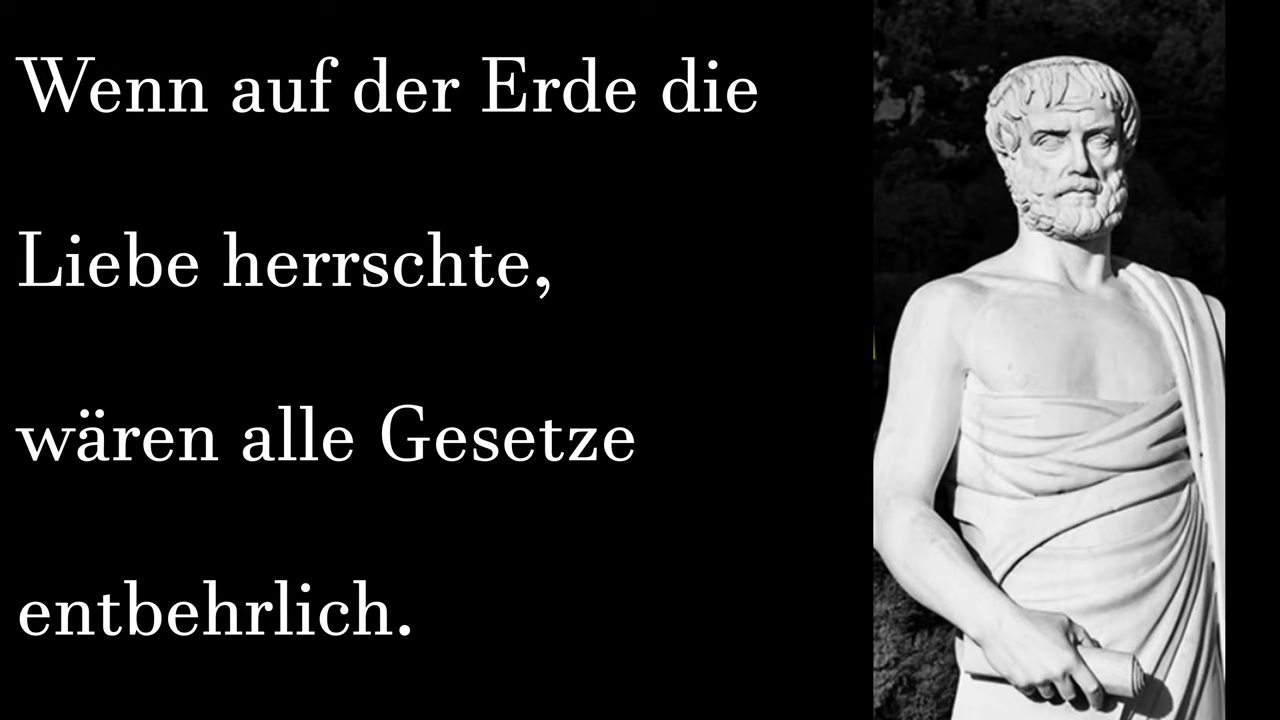 Wenn auf der Erde die
Liebe herrschte,
wären alle Gesetze
entbehrlich.